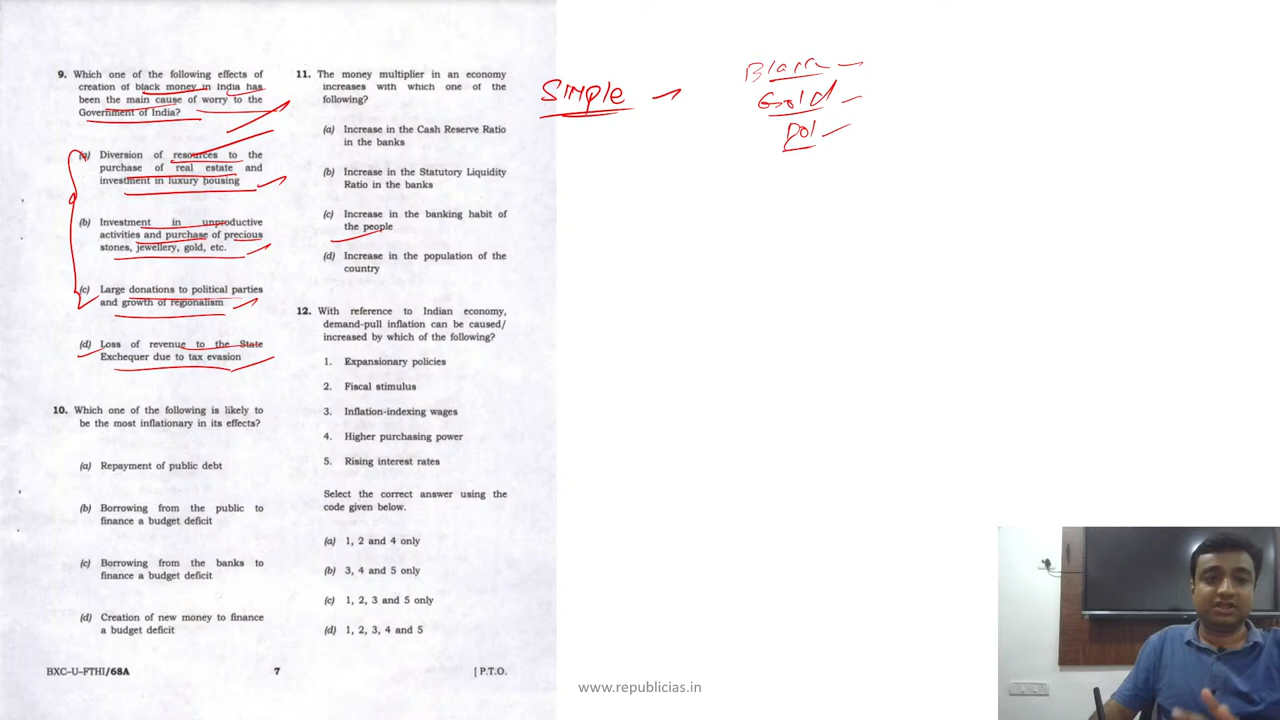 9. Which one of the following effects of
creation of black money in India has
been the main cause of worry to the
Government of India?
(a) Diversion of resources to the
purchase of real estate and
investment in luxury housing
(b) Investment in unproductive
activities and purchase of precious
stones, jewellery, gold, etc.
(c) Large donations to political parties
and growth of regionalism
(d) Loss of revenue to the State
Exchequer due to tax evasion
10. Which one of the following is likely to
be the most inflationary in its effects?
(a) Repayment of public debt
(b) Borrowing from the public to
finance a budget deficit
(c) Borrowing from the banks to
finance a budget deficit
(d) Creation of new money to finance
a budget deficit
BXC-U-FTHI/68A
7
11. The money multiplier in an economy
increases with which one of the
following?
(a) Increase in the Cash Reserve Ratio
in the banks
(b) Increase in the Statutory Liquidity
Ratio in the banks
(c) Increase in the banking habit of
the people
(d) Increase in the population of the
country
12. With reference to Indian economy,
demand-pull inflation can be caused/
increased by which of the following?
1. Expansionary policies
2. Fiscal stimulus
3. Inflation-indexing wages
4. Higher purchasing power
5. Rising interest rates
Select the correct answer using the
code given below.
(a) 1, 2 and 4 only
(b) 3, 4 and 5 only
(c) 1, 2, 3 and 5 only
(d) 1, 2, 3, 4 and 5
[ P.T.O.
Simple
Gold
Pol
www.republicias.in